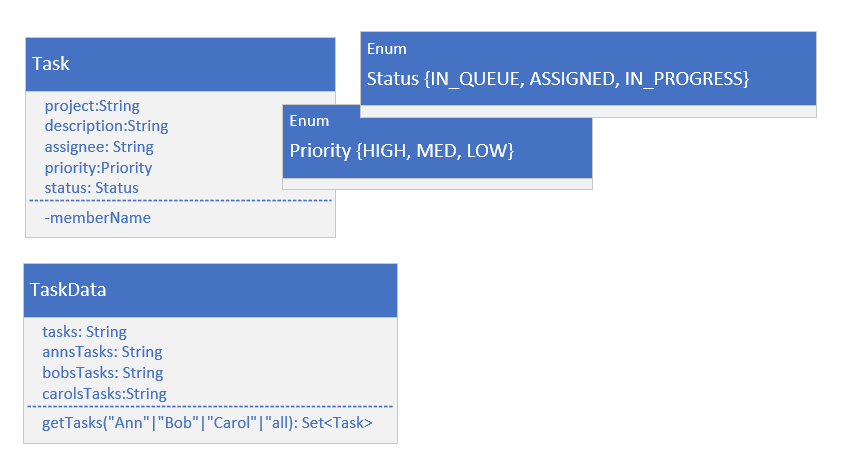 Task
project:String
description:String
assignee: String
priority:Priority
status: Status
-memberName
Enum
Status {IN_QUEUE, ASSIGNED, IN_PROGRESS}
Enum
Priority {HIGH, MED, LOW}
TaskData
tasks: String
annsTasks: String
bobsTasks: String
carolsTasks:String
getTasks("Ann"|"Bob"|"Carol"|"all): Set<Task>